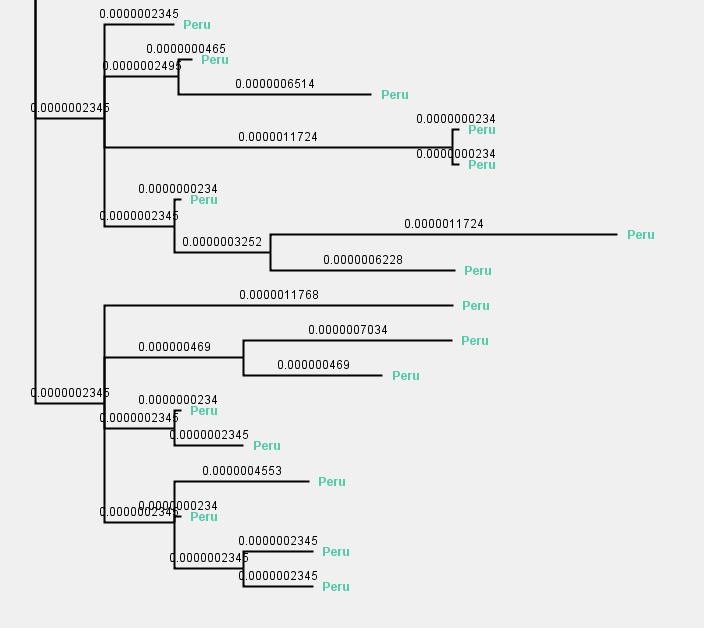 0.0000002345
Peru
0.0000000465
Peru
0.0000002495
0.0000006514
Peru
0.0000002345
0.0000000234
Peru
0.0000011724
0.0000000234
Peru
0.0000000234
Peru
0.0000002345
0.0000011724
Peru
0.0000003252
0.0000006228
Peru
0.0000011768
Peru
0.0000007034
Peru
0.000000469
0.000000469
Peru
0.0000002345
0.0000000234
Peru
0.0000002345
0.0000002345
Peru
0.0000004553
Peru
0.0000000234
Peru
0.0000002345
0.0000002345
Peru
0.0000002345
0.0000002345
Peru